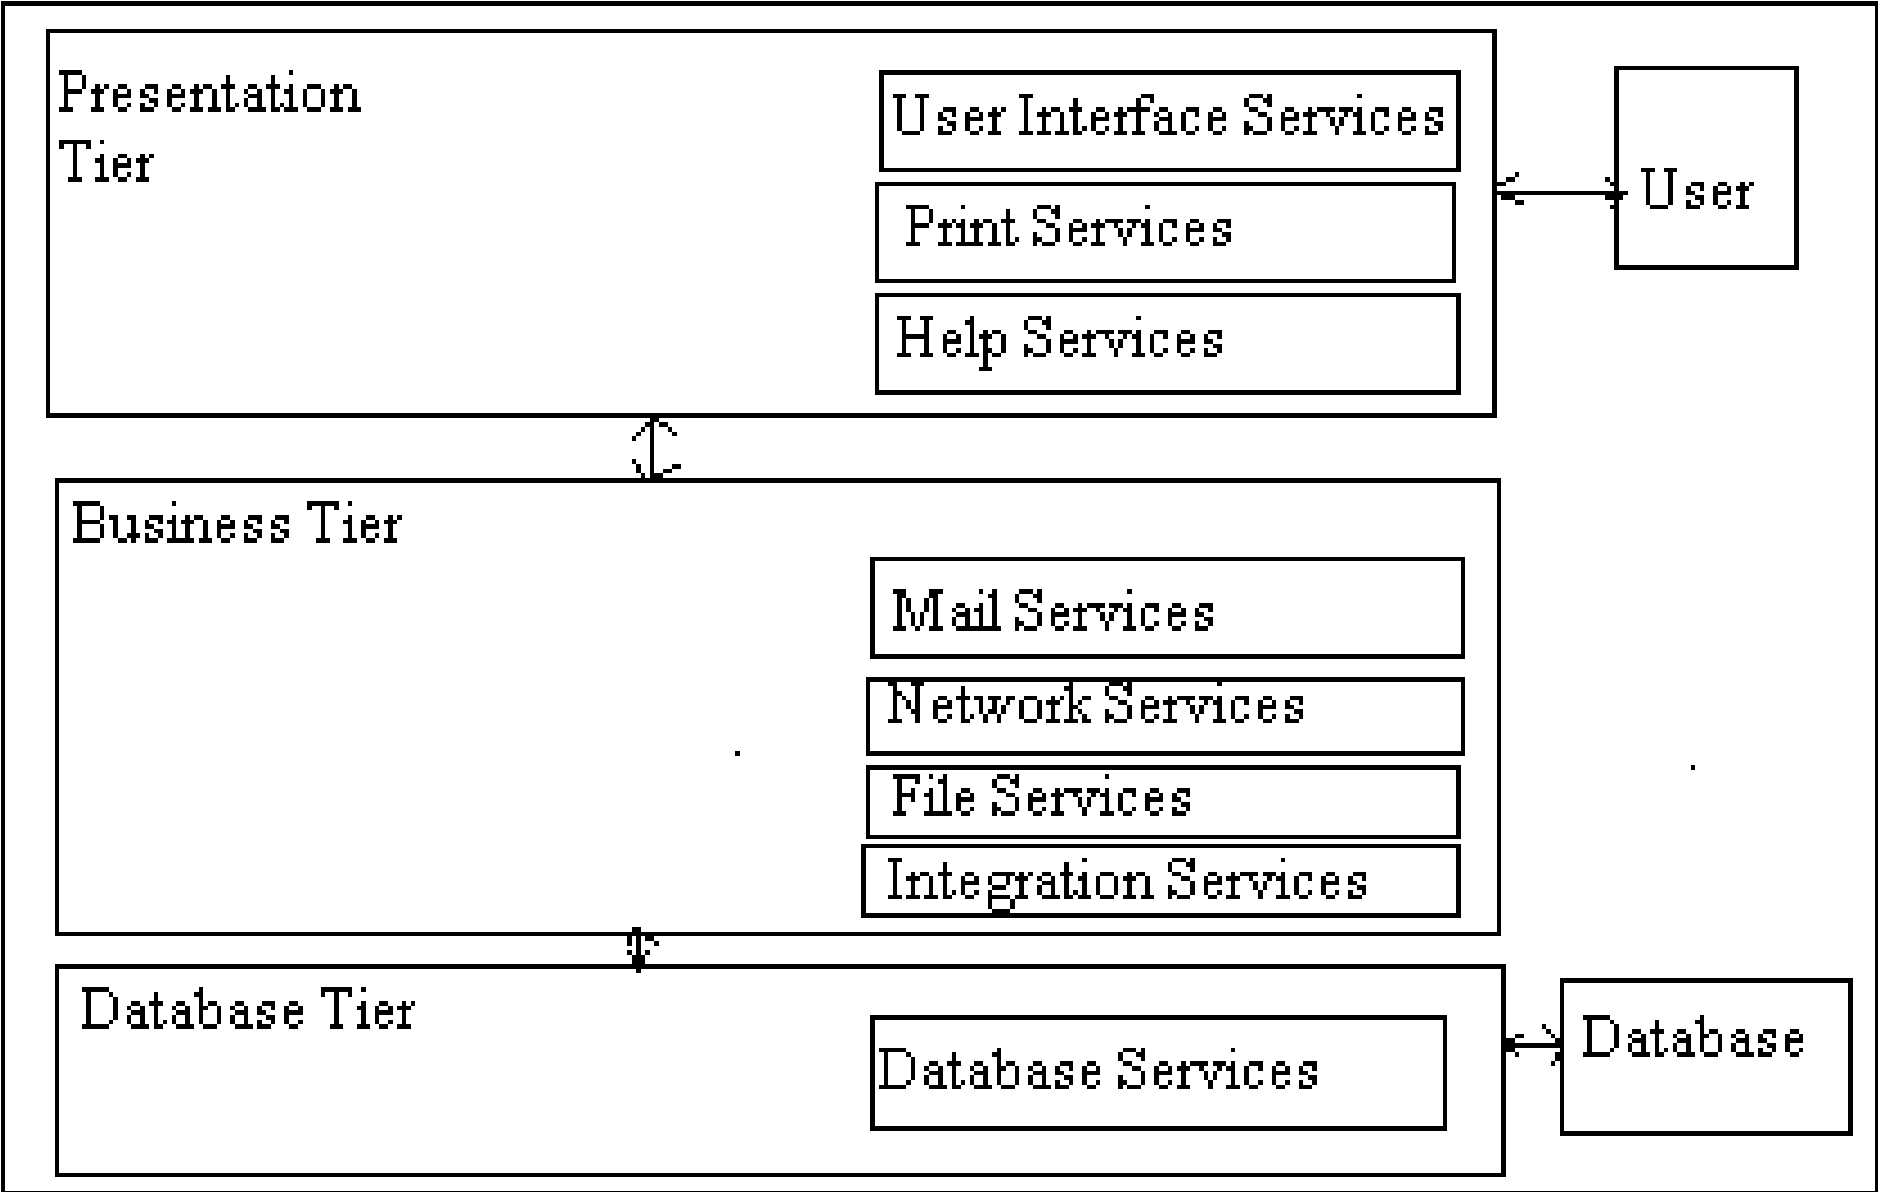 Presentation
Tier
User Interface Services
Print Services
Help Services
User
Business Tier
Mail Services
Network Services
File Services
Integration Services
Database Tier
Database Services
Database